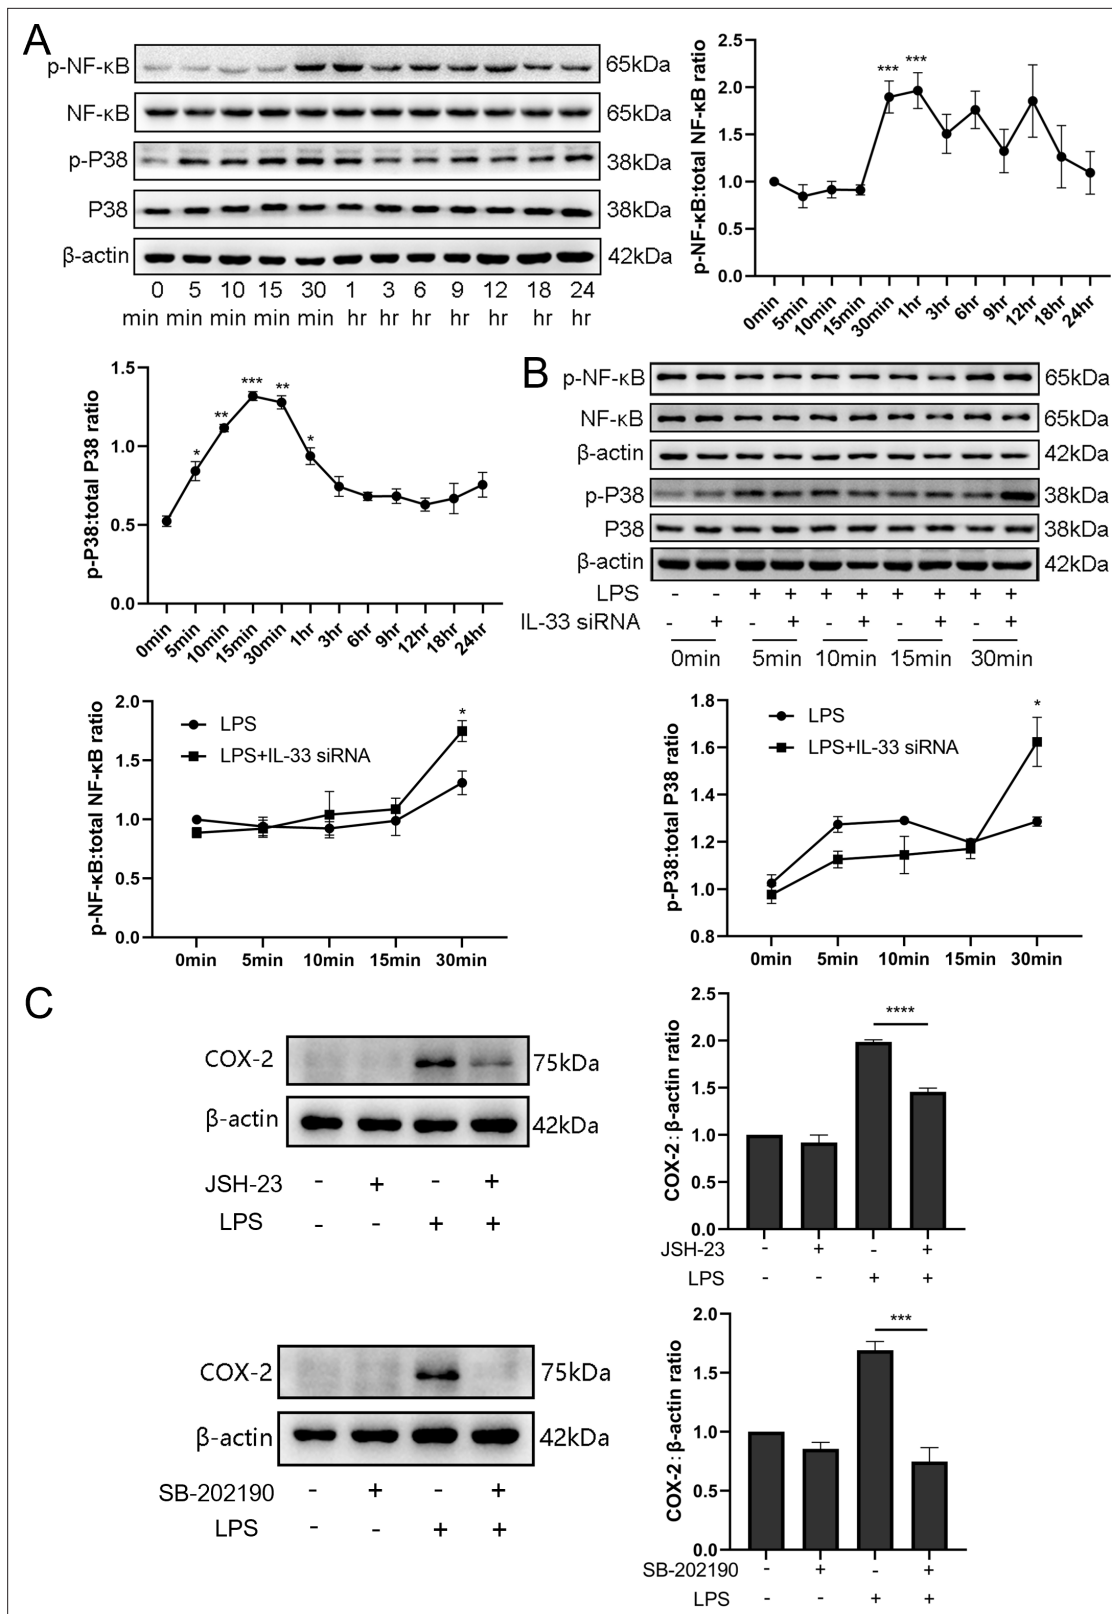 A
p-NF-κB 65kDa
NF-κB 65kDa
p-P38 38kDa
P38 38kDa
β-actin 42kDa
0 5 10 15 30 1 3 6 9 12 18 24
min min min min min hr hr hr hr hr hr hr
p-NF-κB:total NF-κB ratio
2.5
2.0
1.5
1.0
0.5
0.0
*** ***
0min 5min 10min 15min 30min 1hr 3hr 6hr 9hr 12hr 18hr 24hr
p-P38:total P38 ratio
1.5
1.0
0.5
0.0
* ** *** ** *
0min 5min 10min 15min 30min 1hr 3hr 6hr 9hr 12hr 18hr 24hr
B
p-NF-κB 65kDa
NF-κB 65kDa
β-actin 42kDa
p-P38 38kDa
P38 38kDa
β-actin 42kDa
LPS - - + + + + + + + +
IL-33 siRNA - + - + - + - + - +
0min 5min 10min 15min 30min
p-NF-κB:total NF-κB ratio
2.0
1.5
1.0
0.5
0.0
LPS
LPS+IL-33 siRNA
*
0min 5min 10min 15min 30min
p-P38:total P38 ratio
1.8
1.6
1.4
1.2
1.0
0.8
LPS
LPS+IL-33 siRNA
*
0min 5min 10min 15min 30min
C
COX-2 75kDa
β-actin 42kDa
JSH-23 - + - +
LPS - - + +
COX-2:β-actin ratio
2.5
2.0
1.5
1.0
0.5
0.0
****
JSH-23 - + - +
LPS - - + +
COX-2 75kDa
β-actin 42kDa
SB-202190 - + - +
LPS - - + +
COX-2:β-actin ratio
2.0
1.5
1.0
0.5
0.0
***
SB-202190 - + - +
LPS - - + +